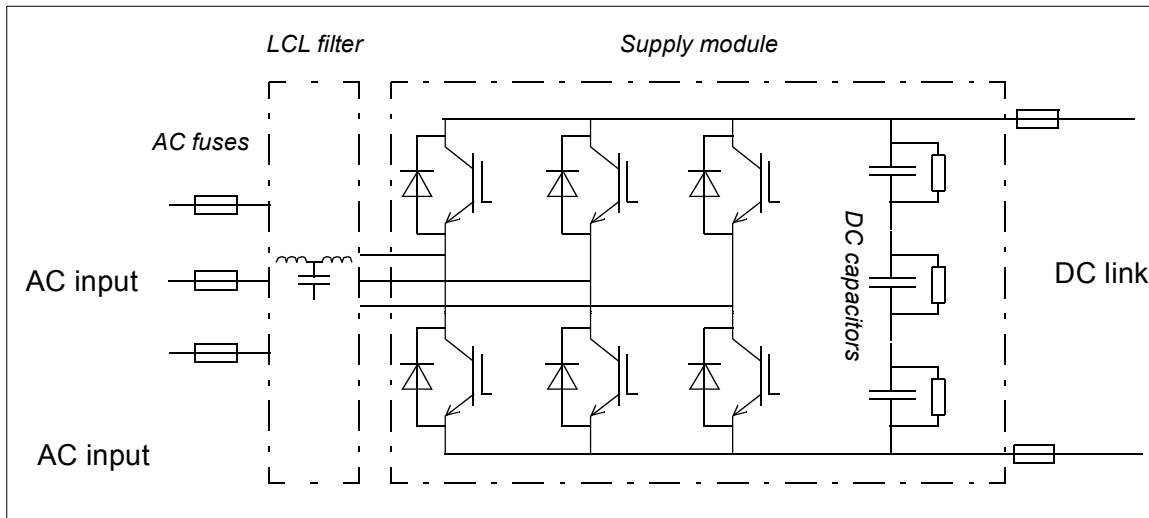 LCL filter
Supply module
AC fuses
AC input
DC capacitors
DC link
AC input